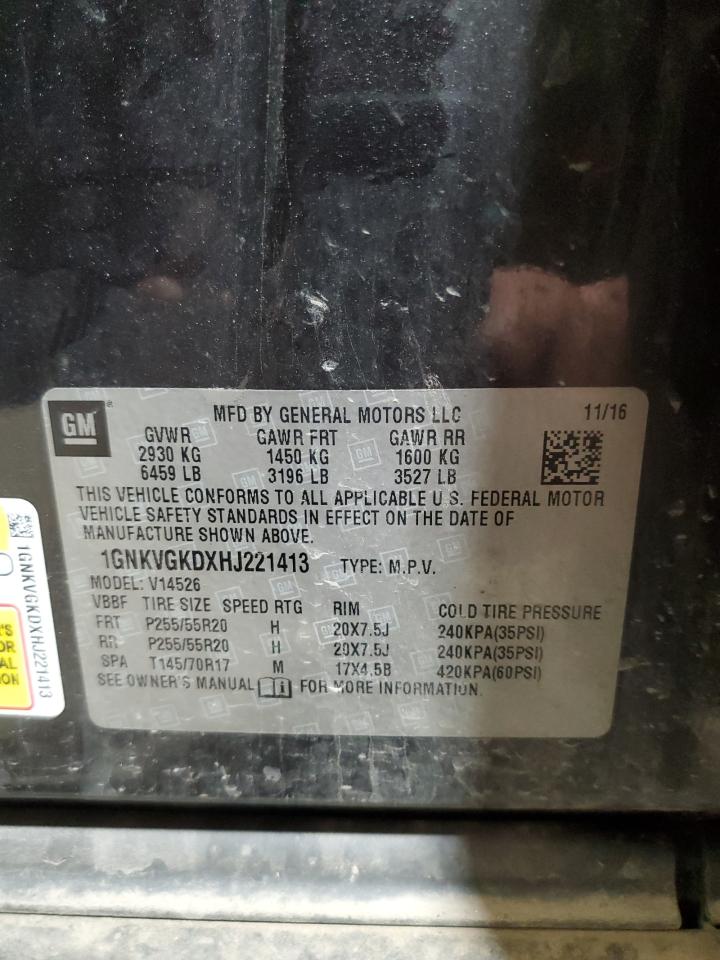 GM
MFD BY GENERAL MOTORS LLC 11/16
GVWR GAWR FRT GAWR RR
2930 KG 1450 KG 1600 KG
6459 LB 3196 LB 3527 LB
THIS VEHICLE CONFORMS TO ALL APPLICABLE U.S. FEDERAL MOTOR
VEHICLE SAFETY STANDARDS IN EFFECT ON THE DATE OF
MANUFACTURE SHOWN ABOVE.
1GNKVGKDXHJ221413 TYPE: M.P.V.
MODEL: V14526
VBBF TIRE SIZE SPEED RTG RIM COLD TIRE PRESSURE
FRT P255/55R20 H 20X7.5J 240KPA(35PSI)
RR P255/55R20 H 20X7.5J 240KPA(35PSI)
SPA T145/70R17 M 17X4.5B 420KPA(60PSI)
SEE OWNER'S MANUAL FOR MORE INFORMATION.
1GNKVGKDXHJ221413
'S
OR
AL
ION